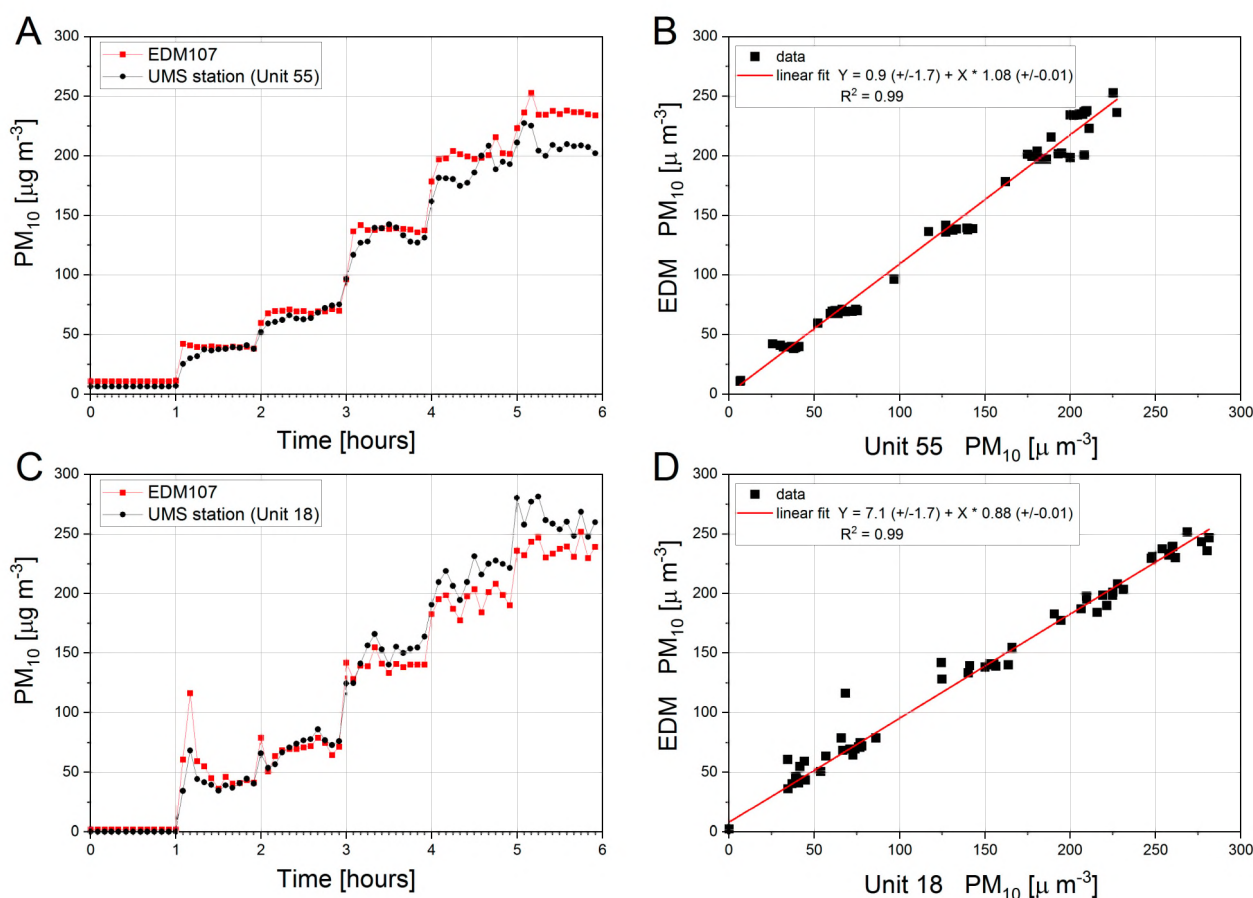 A
EDM107
UMS station (Unit 55)
PM₁₀ [µg m⁻³]
300
250
200
150
100
50
0
0 1 2 3 4 5 6
Time [hours]
B
data
linear fit Y = 0.9 (+/-1.7) + X * 1.08 (+/-0.01)
R² = 0.99
EDM PM₁₀ [µ m⁻³]
300
250
200
150
100
50
0
0 50 100 150 200 250 300
Unit 55 PM₁₀ [µ m⁻³]
C
EDM107
UMS station (Unit 18)
PM₁₀ [µg m⁻³]
300
250
200
150
100
50
0
0 1 2 3 4 5 6
Time [hours]
D
data
linear fit Y = 7.1 (+/-1.7) + X * 0.88 (+/-0.01)
R² = 0.99
EDM PM₁₀ [µ m⁻³]
300
250
200
150
100
50
0
0 50 100 150 200 250 300
Unit 18 PM₁₀ [µ m⁻³]